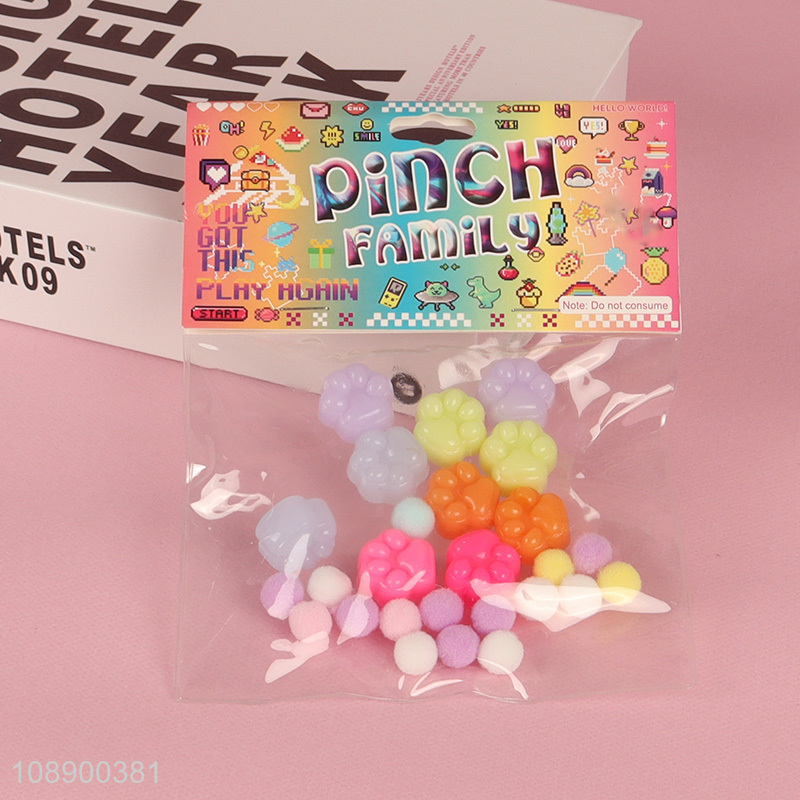 HOTEL
YEAR
HOTELS™
K09
HELLO WORLD!
OH!
SMILE
YES!
LOVE
YES!
PiNCH
FAMiLy
YOU
GOT
THIS
PLAY AGAIN
START
Note: Do not consume
108900381